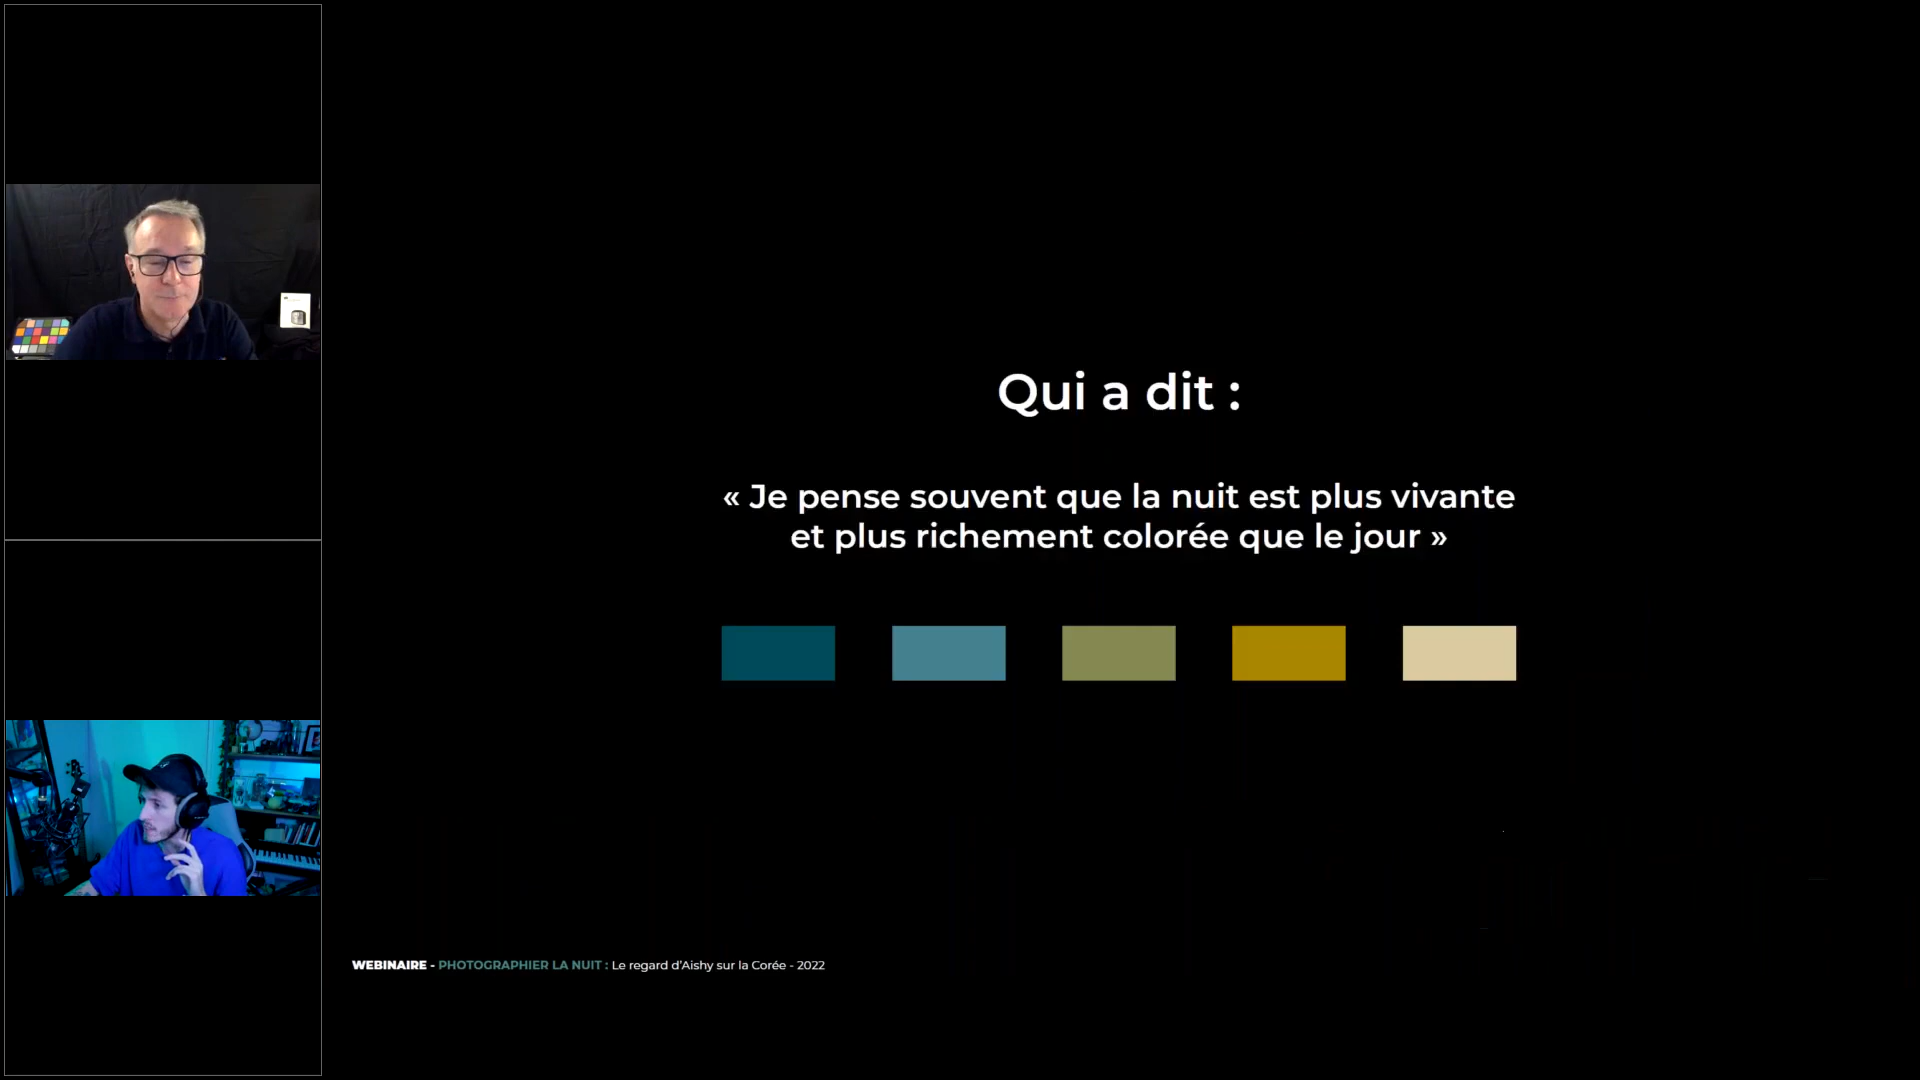 Qui a dit :
« Je pense souvent que la nuit est plus vivante
et plus richement colorée que le jour »
WEBINAIRE - PHOTOGRAPHIER LA NUIT : Le regard d'Aishy sur la Corée - 2022